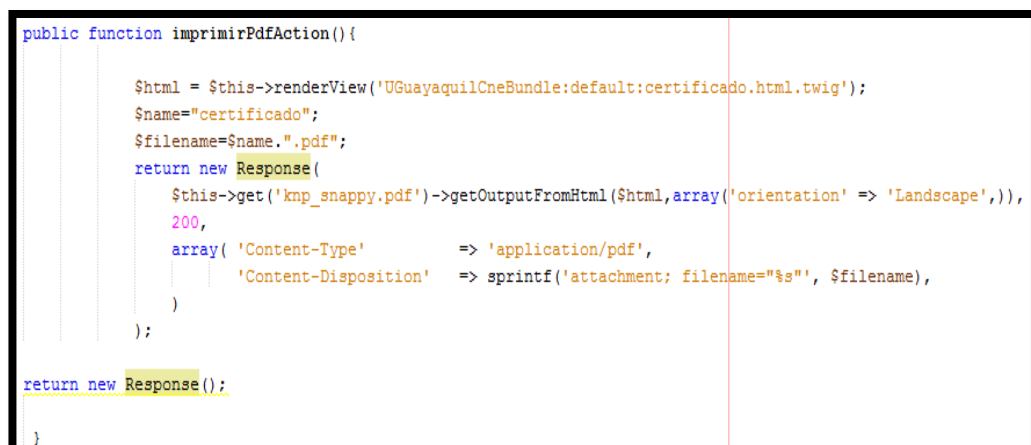 public function imprimirPdfAction(){
$html = $this->renderView('UGuayaquilCneBundle:default:certificado.html.twig');
$name="certificado";
$filename=$name.".pdf";
return new Response(
$this->get('knp_snappy.pdf')->getOutputFromHtml($html,array('orientation' => 'Landscape',)),
200,
array( 'Content-Type' => 'application/pdf',
'Content-Disposition' => sprintf('attachment; filename="%s"', $filename),
)
);
return new Response();
}